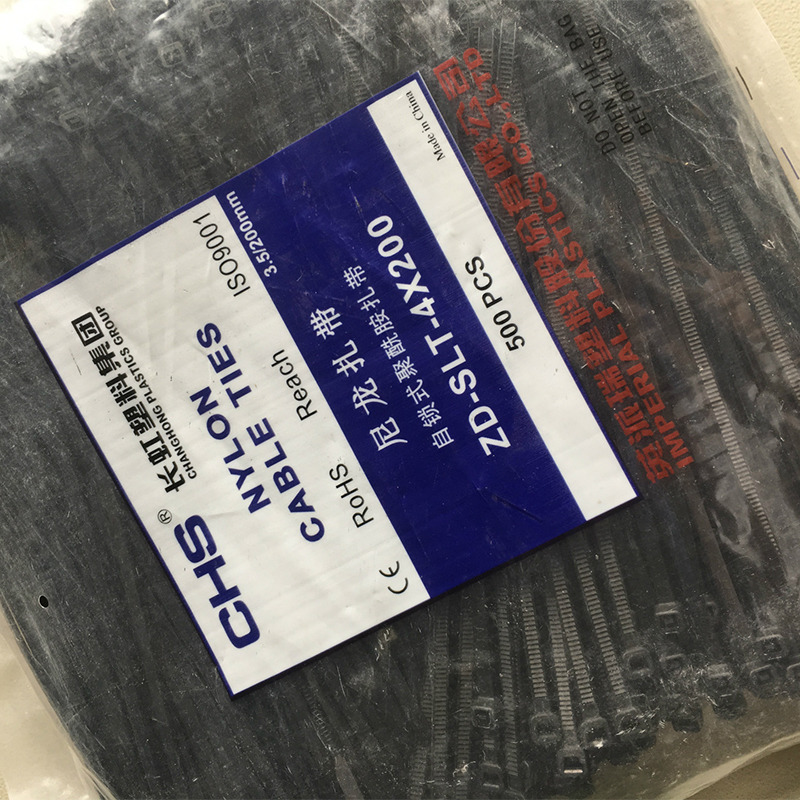 CHS® 长虹塑料集团
CHANGHONG PLASTICS GROUP
NYLON
CABLE TIES
ISO9001
CE RoHS Reach
3.5/200mm
尼龙扎带
自锁式聚酰胺扎带
ZD-SLT-4X200
500 PCS
Made in China
英派瑞塑料股份有限公司
IMPERIAL PLASTICS CO.,LTD
DO NOT
OPEN THE BAG
BEFORE USE